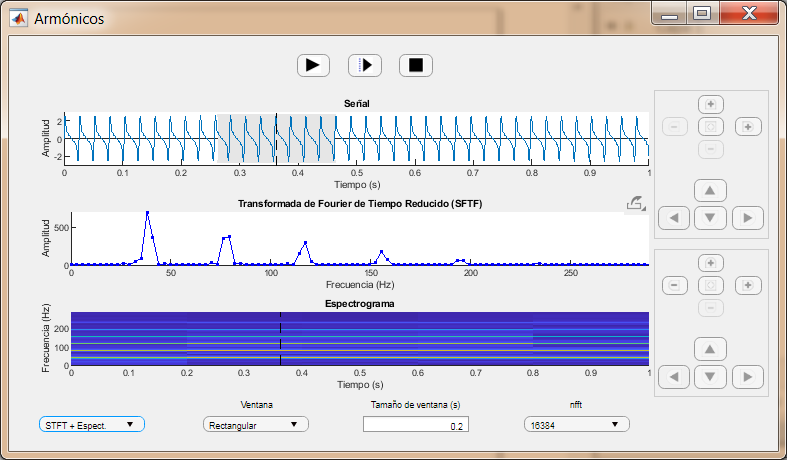 Armónicos
Señal
Amplitud
2
0
-2
0 0.1 0.2 0.3 0.4 0.5 0.6 0.7 0.8 0.9 1
Tiempo (s)
Transformada de Fourier de Tiempo Reducido (SFTF)
Amplitud
500
0
0 50 100 150 200 250
Frecuencia (Hz)
Espectrograma
Frecuencia (Hz)
200
100
0
0 0.1 0.2 0.3 0.4 0.5 0.6 0.7 0.8 0.9 1
Tiempo (s)
Ventana Tamaño de ventana (s) nfft
STFT + Espect. Rectangular 0.2 16384